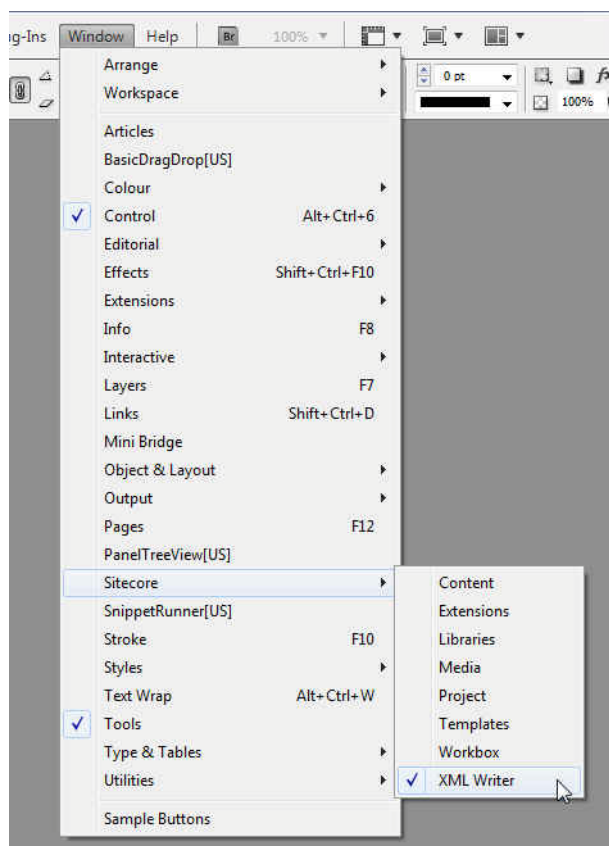 ug-Ins Window Help Br 100%
Arrange
Workspace
0 pt
100%
Articles
BasicDragDrop[US]
Colour
Control Alt+Ctrl+6
Editorial
Effects Shift+Ctrl+F10
Extensions
Info F8
Interactive
Layers F7
Links Shift+Ctrl+D
Mini Bridge
Object & Layout
Output
Pages F12
PanelTreeView[US]
Sitecore
SnippetRunner[US]
Stroke F10
Styles
Text Wrap Alt+Ctrl+W
Tools
Type & Tables
Utilities
Sample Buttons
Content
Extensions
Libraries
Media
Project
Templates
Workbox
XML Writer